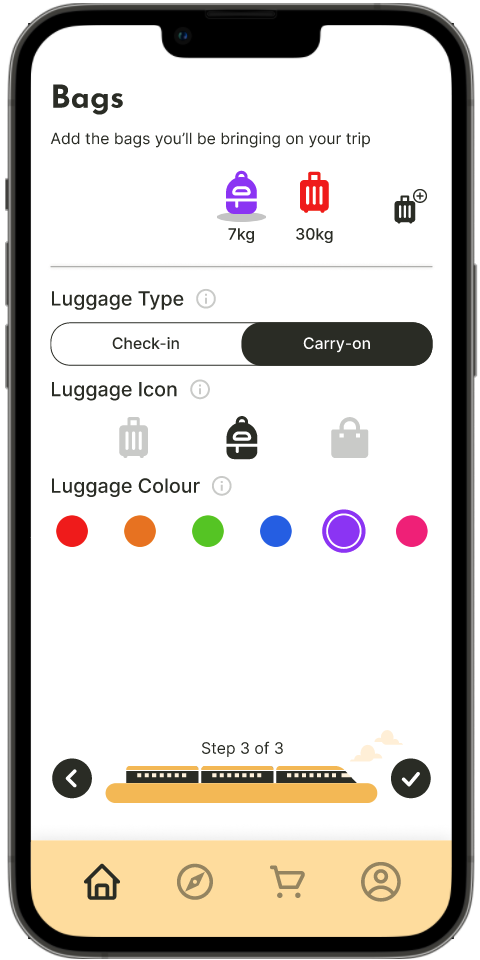 Bags
Add the bags you'll be bringing on your trip
7kg
30kg
Luggage Type
Check-in
Carry-on
Luggage Icon
Luggage Colour
Step 3 of 3